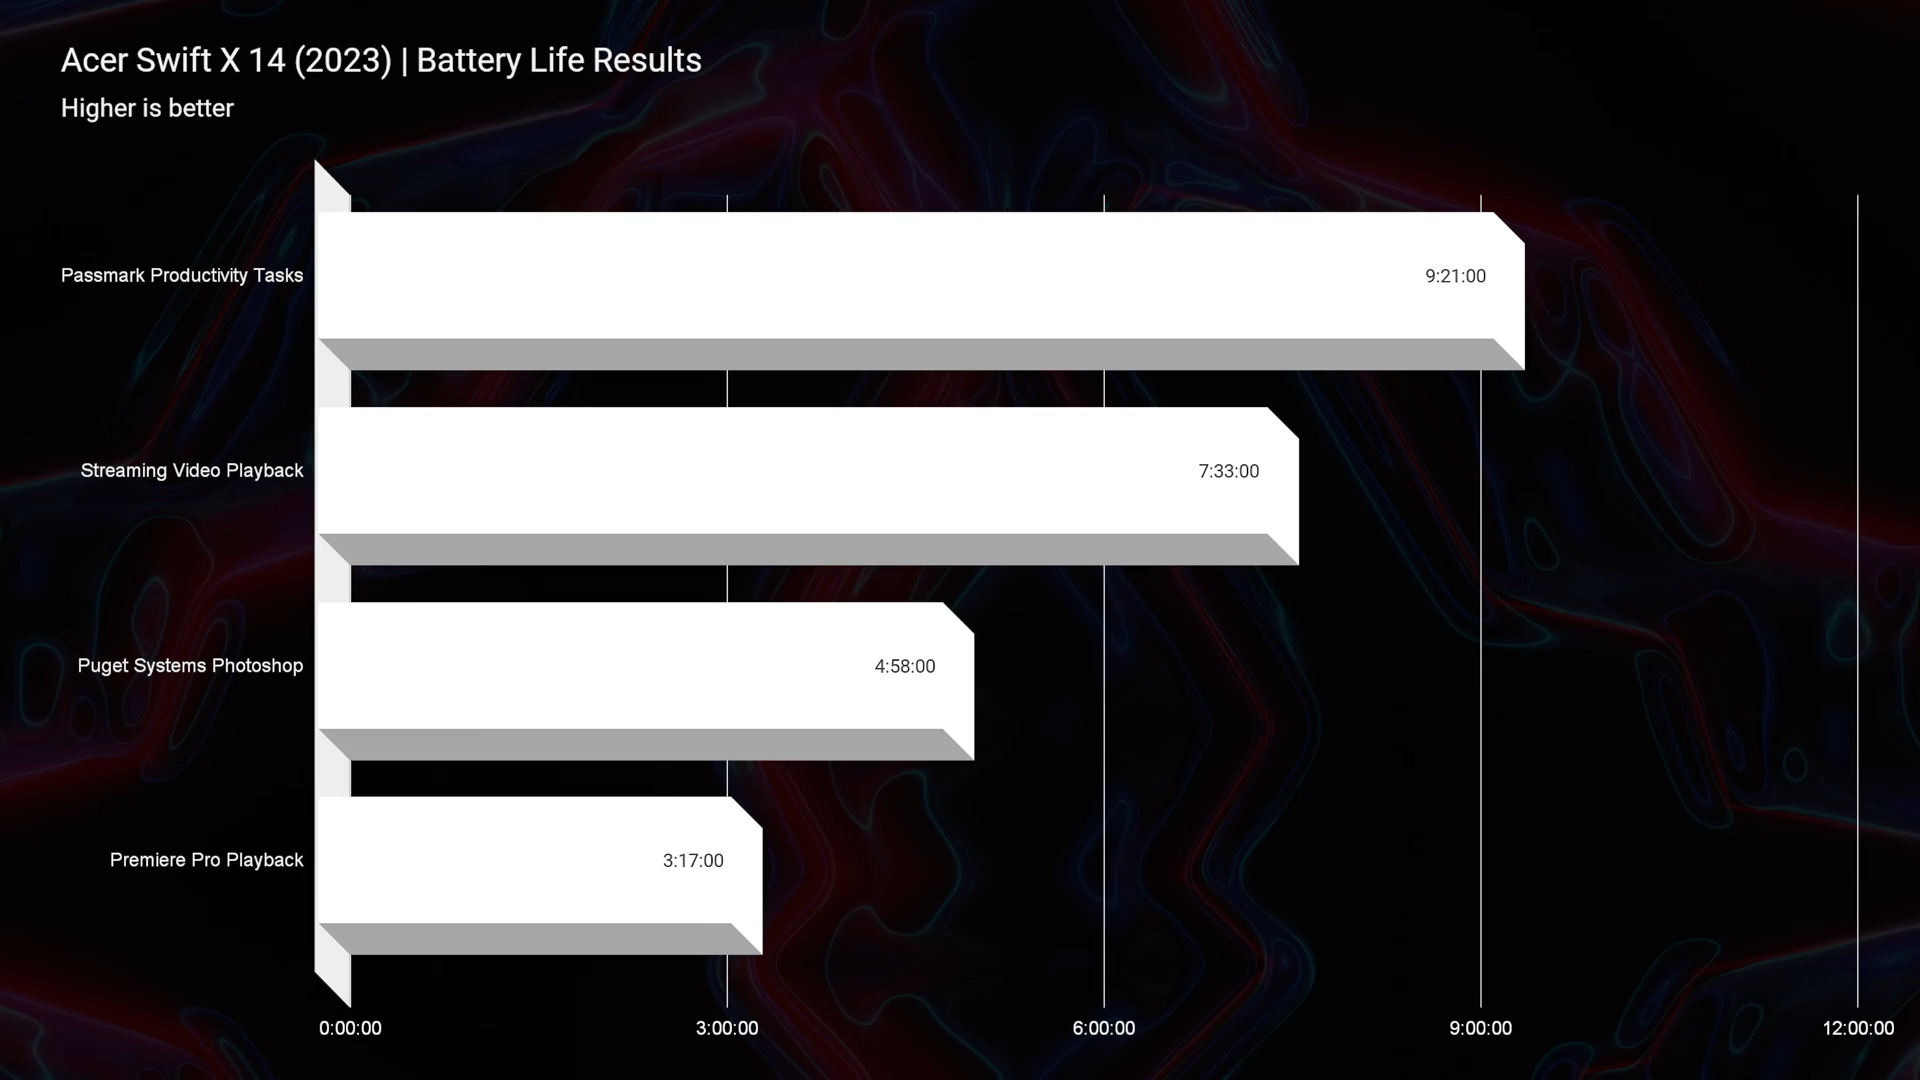 Acer Swift X 14 (2023) | Battery Life Results
Higher is better
Passmark Productivity Tasks
9:21:00
Streaming Video Playback
7:33:00
Puget Systems Photoshop
4:58:00
Premiere Pro Playback
3:17:00
0:00:00 3:00:00 6:00:00 9:00:00 12:00:00